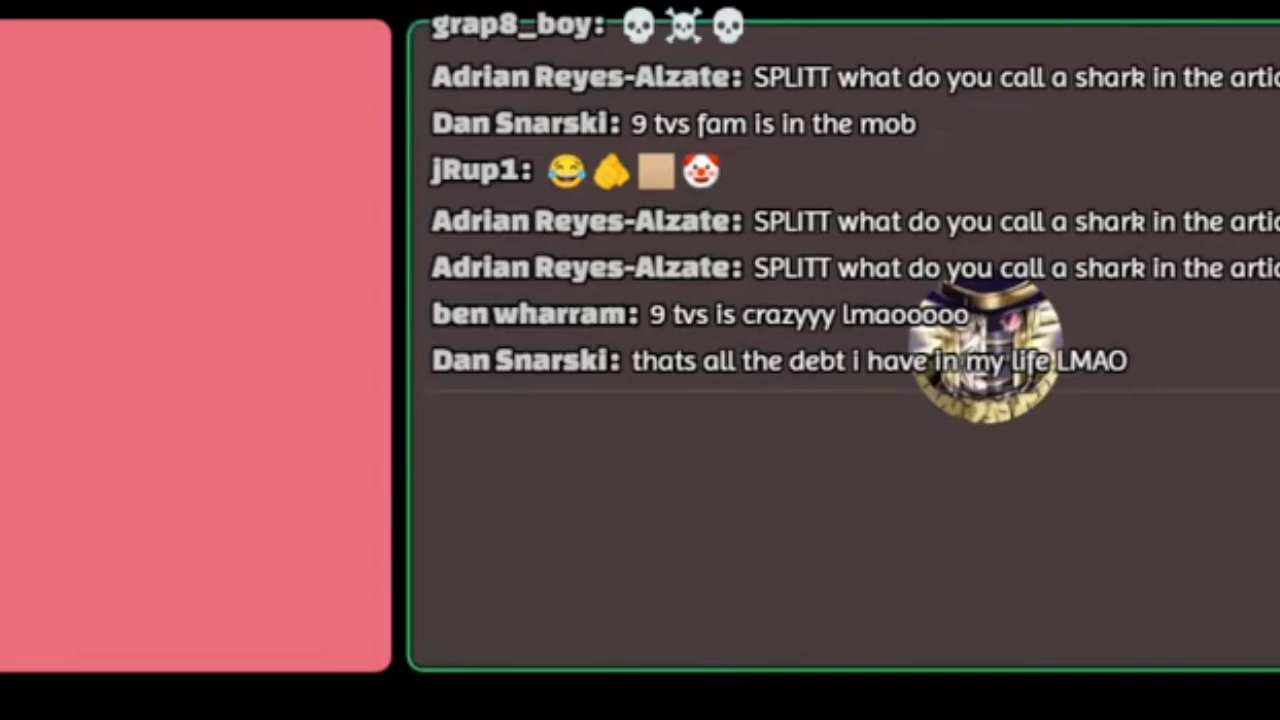 grap8_boy: 💀☠️💀
Adrian Reyes-Alzate: SPLITT what do you call a shark in the
Dan Snarski: 9 tvs fam is in the mob
jRup1: 😂🫵🏼🤡
Adrian Reyes-Alzate: SPLITT what do you call a shark in the
Adrian Reyes-Alzate: SPLITT what do you call a shark in the
ben wharram: 9 tvs is crazyyy lmaooooo
Dan Snarski: thats all the debt i have in my life LMAO